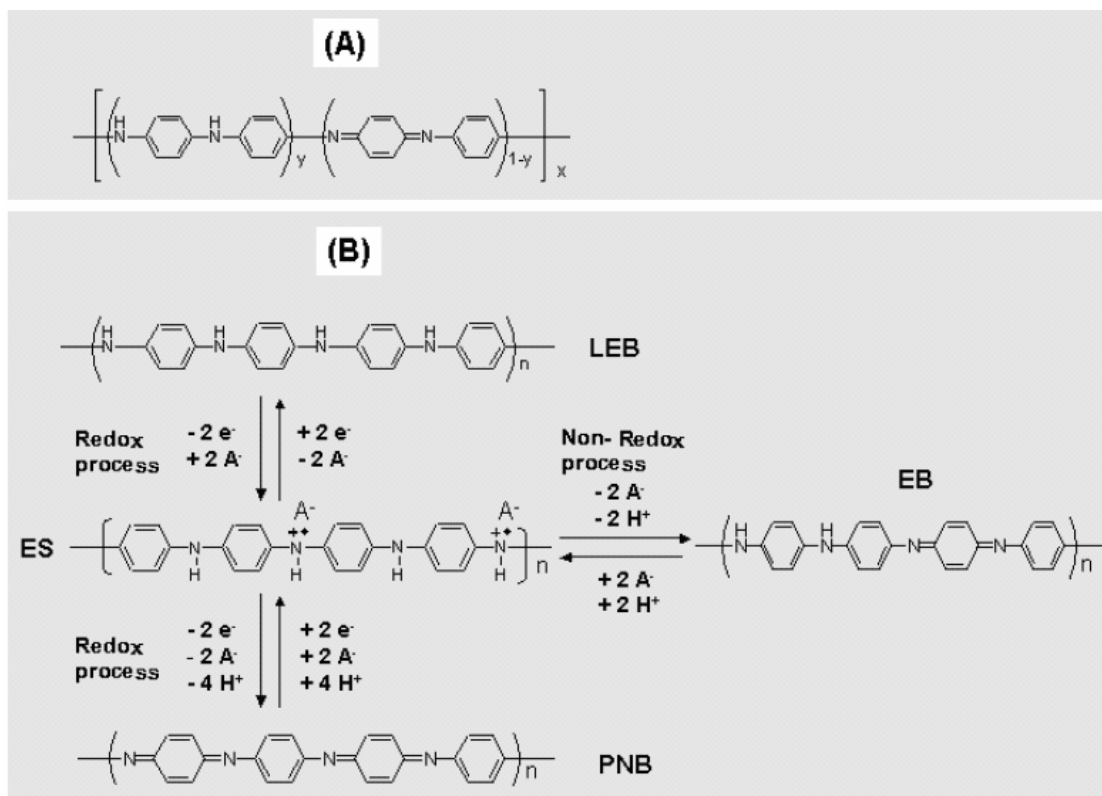 (A)
H H
N N N N
y 1-y x
(B)
H H H H
N N N N
n
LEB
Redox
process
- 2 e-
+ 2 A-
+ 2 e-
- 2 A-
Non- Redox
process
- 2 A-
- 2 H+
EB
A- A-
ES
N N N N
H H H H
n
+ 2 A-
+ 2 H+
H H
N N N N
n
Redox
process
- 2 e-
- 2 A-
- 4 H+
+ 2 e-
+ 2 A-
+ 4 H+
N N N N
n
PNB